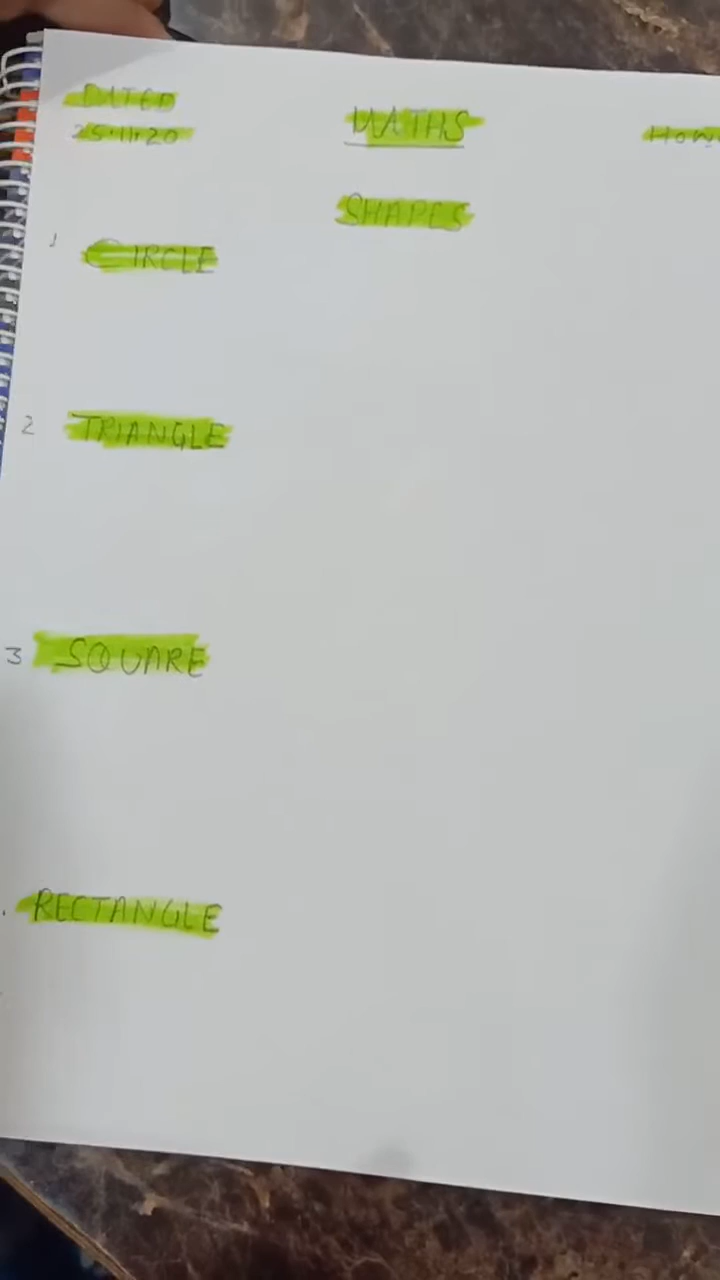 DATED
25.11.20
MATHS
SHAPES
1 CIRCLE
2 TRIANGLE
3 SQUARE
RECTANGLE